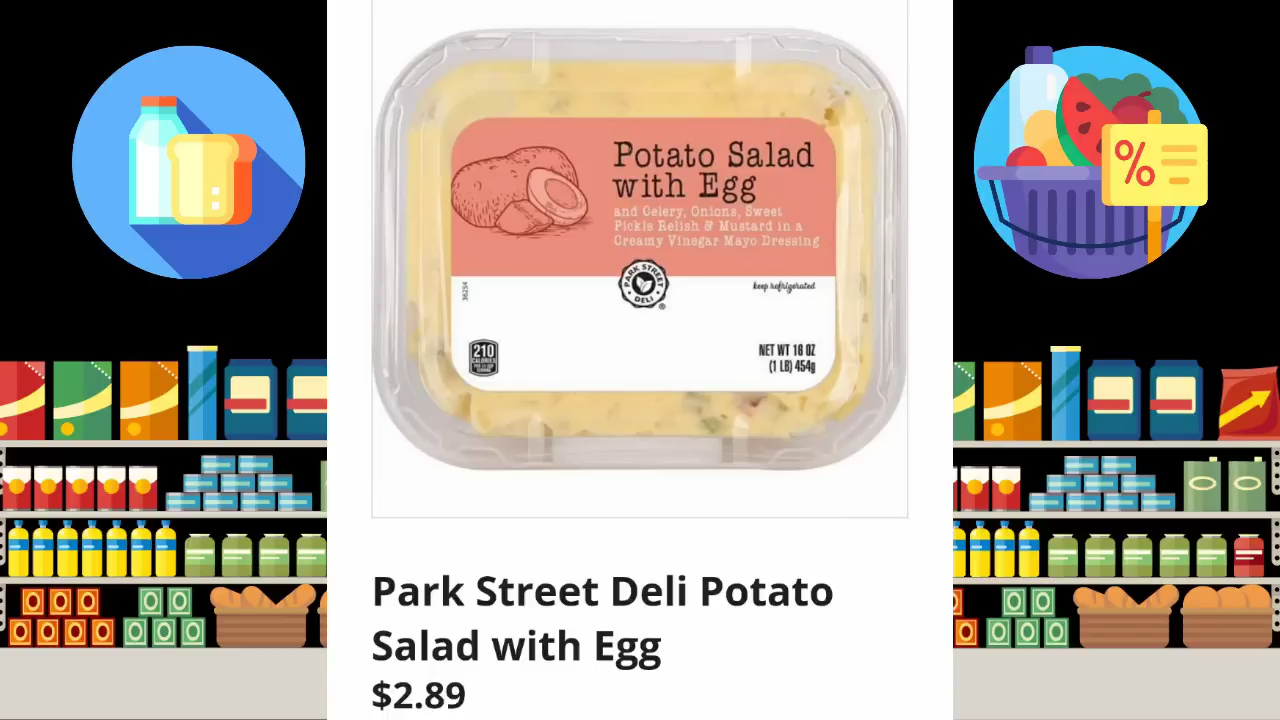 Potato Salad
with Egg
and Celery, Onions, Sweet
Pickle Relish & Mustard in a
Creamy Vinegar Mayo Dressing
PARK STREET
DELI
®
keep refrigerated
36294
210
CALORIES
NET WT 16 OZ
(1 LB) 454g
%
Park Street Deli Potato
Salad with Egg
$2.89